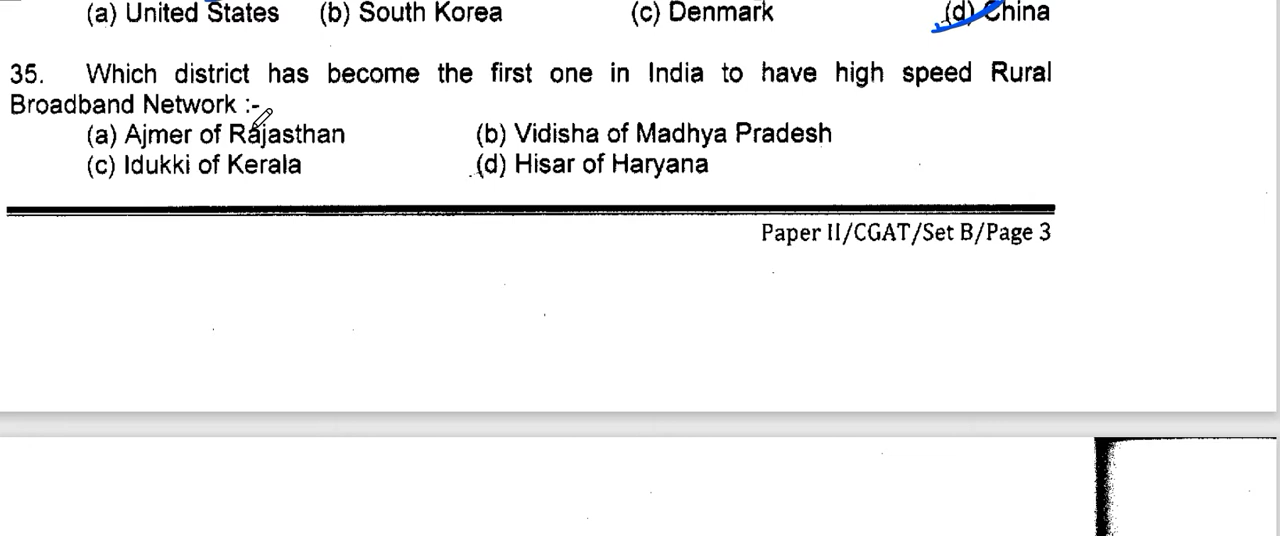 (a) United States (b) South Korea (c) Denmark (d) China
35. Which district has become the first one in India to have high speed Rural
Broadband Network :-
(a) Ajmer of Rajasthan (b) Vidisha of Madhya Pradesh
(c) Idukki of Kerala (d) Hisar of Haryana
Paper II/CGAT/Set B/Page 3